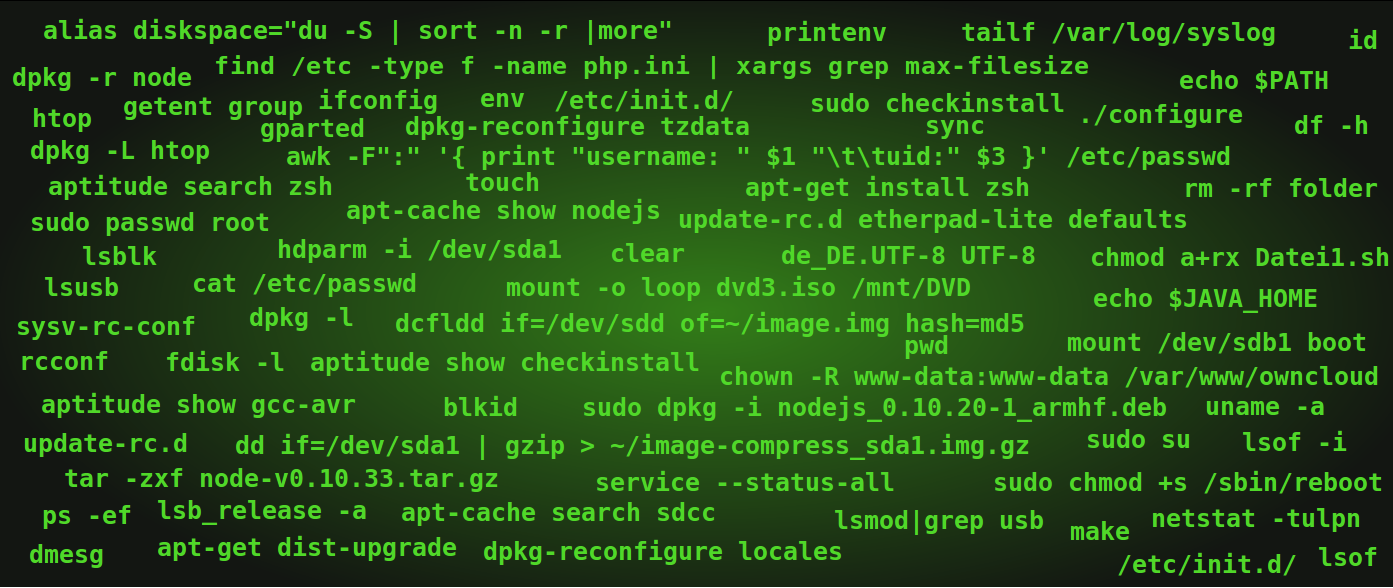 alias diskspace="du -S | sort -n -r |more"
printenv
tailf /var/log/syslog
id
dpkg -r node
find /etc -type f -name php.ini | xargs grep max-filesize
echo $PATH
htop
getent group
ifconfig
env
/etc/init.d/
sudo checkinstall
./configure
gparted
dpkg-reconfigure tzdata
sync
df -h
dpkg -L htop
awk -F":" '{ print "username: " $1 "\t\tuid:" $3 }' /etc/passwd
aptitude search zsh
touch
apt-get install zsh
rm -rf folder
sudo passwd root
apt-cache show nodejs
update-rc.d etherpad-lite defaults
lsblk
hdparm -i /dev/sda1
clear
de_DE.UTF-8 UTF-8
chmod a+rx Datei1.sh
lsusb
cat /etc/passwd
mount -o loop dvd3.iso /mnt/DVD
echo $JAVA_HOME
sysv-rc-conf
dpkg -l
dcfldd if=/dev/sdd of=~/image.img hash=md5
pwd
mount /dev/sdb1 boot
rcconf
fdisk -l
aptitude show checkinstall
chown -R www-data:www-data /var/www/owncloud
aptitude show gcc-avr
blkid
sudo dpkg -i nodejs_0.10.20-1_armhf.deb
uname -a
update-rc.d
dd if=/dev/sda1 | gzip > ~/image-compress_sda1.img.gz
sudo su
lsof -i
tar -zxf node-v0.10.33.tar.gz
service --status-all
sudo chmod +s /sbin/reboot
ps -ef
lsb_release -a
apt-cache search sdcc
lsmod|grep usb
make
netstat -tulpn
dmesg
apt-get dist-upgrade
dpkg-reconfigure locales
/etc/init.d/
lsof